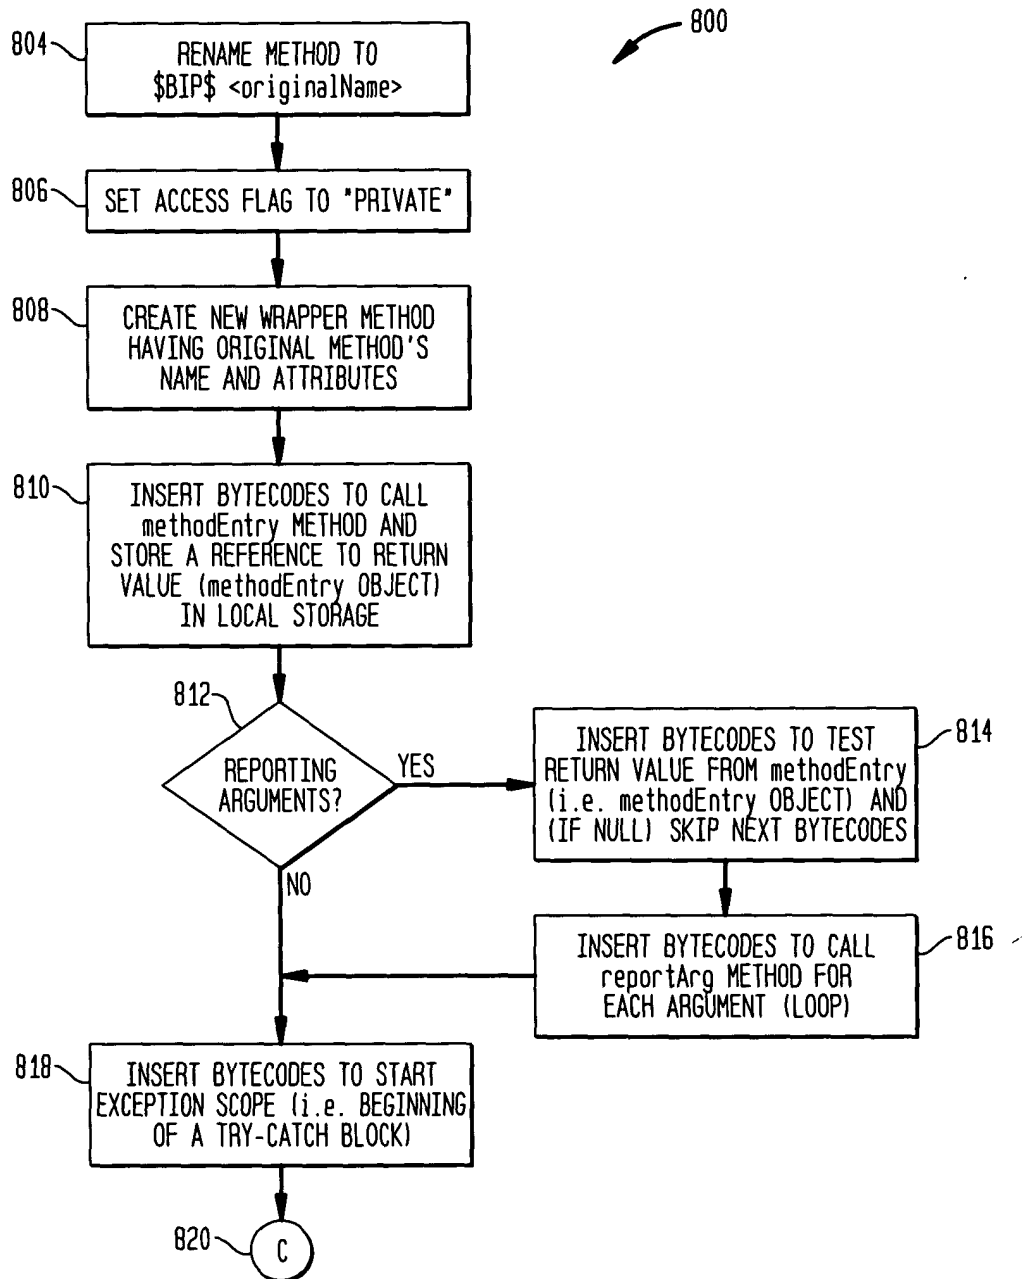 800
804
RENAME METHOD TO
$BIP$ <originalName>
806
SET ACCESS FLAG TO "PRIVATE"
808
CREATE NEW WRAPPER METHOD
HAVING ORIGINAL METHOD'S
NAME AND ATTRIBUTES
810
INSERT BYTECODES TO CALL
methodEntry METHOD AND
STORE A REFERENCE TO RETURN
VALUE (methodEntry OBJECT)
IN LOCAL STORAGE
812
REPORTING
ARGUMENTS?
YES
NO
814
INSERT BYTECODES TO TEST
RETURN VALUE FROM methodEntry
(i.e. methodEntry OBJECT) AND
(IF NULL) SKIP NEXT BYTECODES
816
INSERT BYTECODES TO CALL
reportArg METHOD FOR
EACH ARGUMENT (LOOP)
818
INSERT BYTECODES TO START
EXCEPTION SCOPE (i.e. BEGINNING
OF A TRY-CATCH BLOCK)
820
C